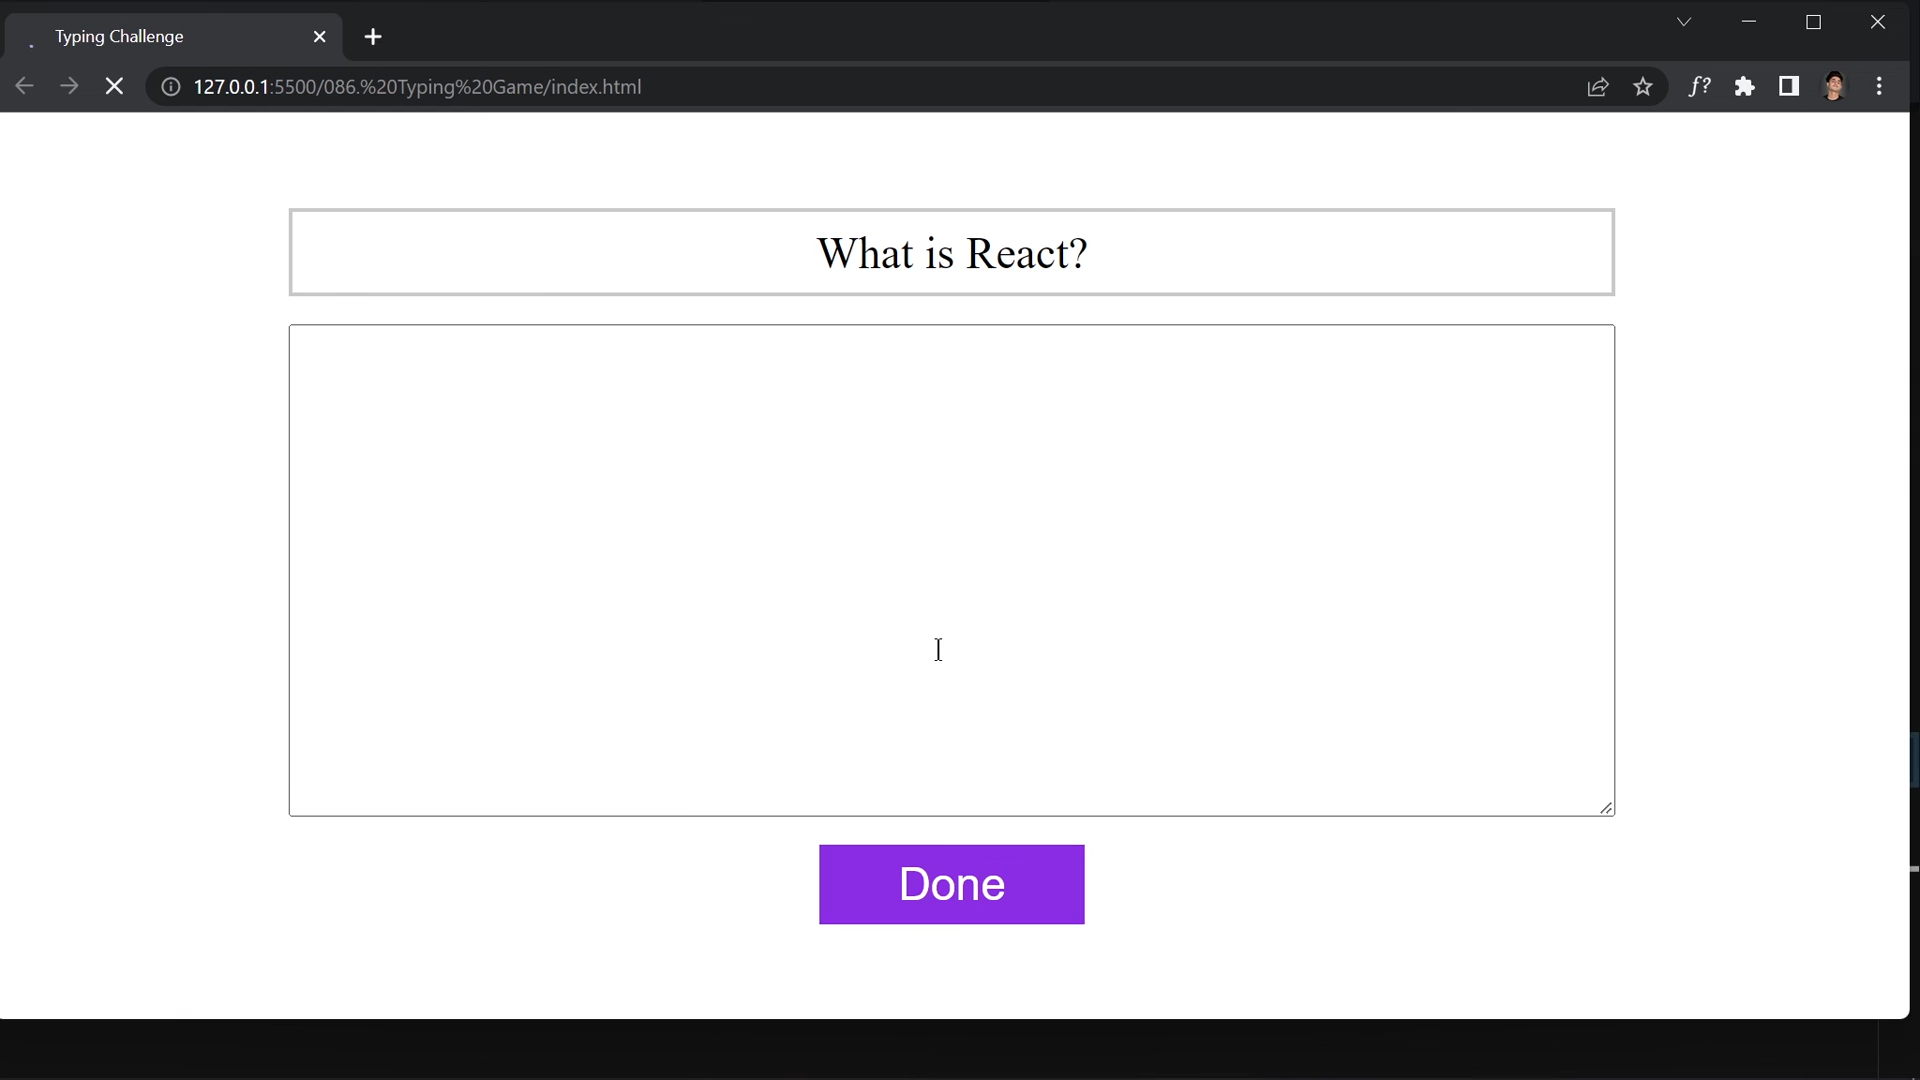 Typing Challenge
127.0.0.1:5500/086.%20Typing%20Game/index.html
f?
What is React?
Done